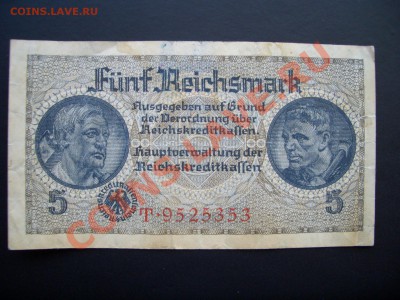 COINS.LAVE.RU
Fünf Reichsmark
Ausgegeben auf Grund
der Verordnung über
Reichskreditkassen.
Hauptverwaltung der
Reichskreditkassen
5
5
T·9525353
COINS.LAVE.RU